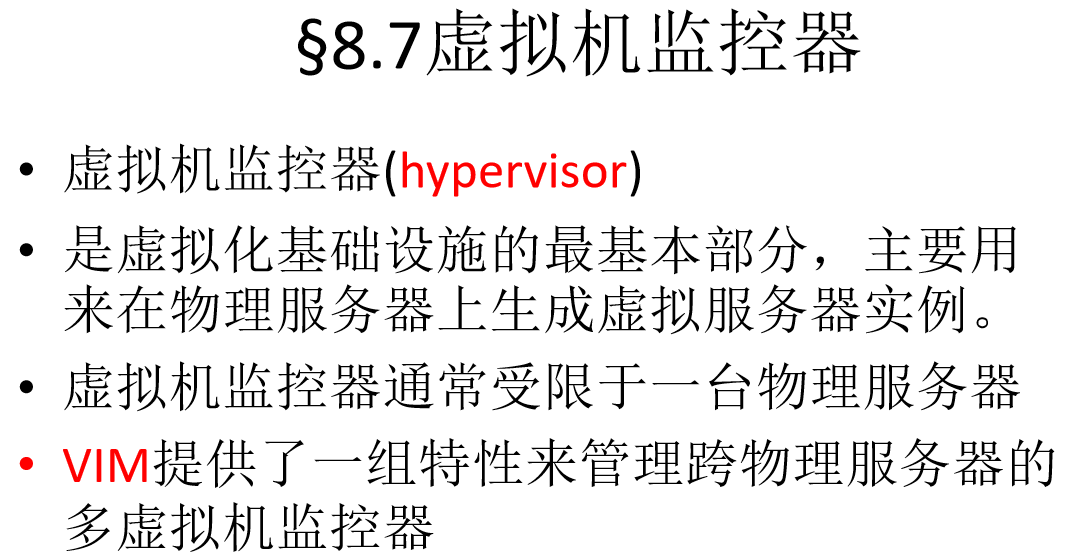 §8.7虚拟机监控器
• 虚拟机监控器(hypervisor)
• 是虚拟化基础设施的最基本部分，主要用
来在物理服务器上生成虚拟服务器实例。
• 虚拟机监控器通常受限于一台物理服务器
• VIM提供了一组特性来管理跨物理服务器的
多虚拟机监控器